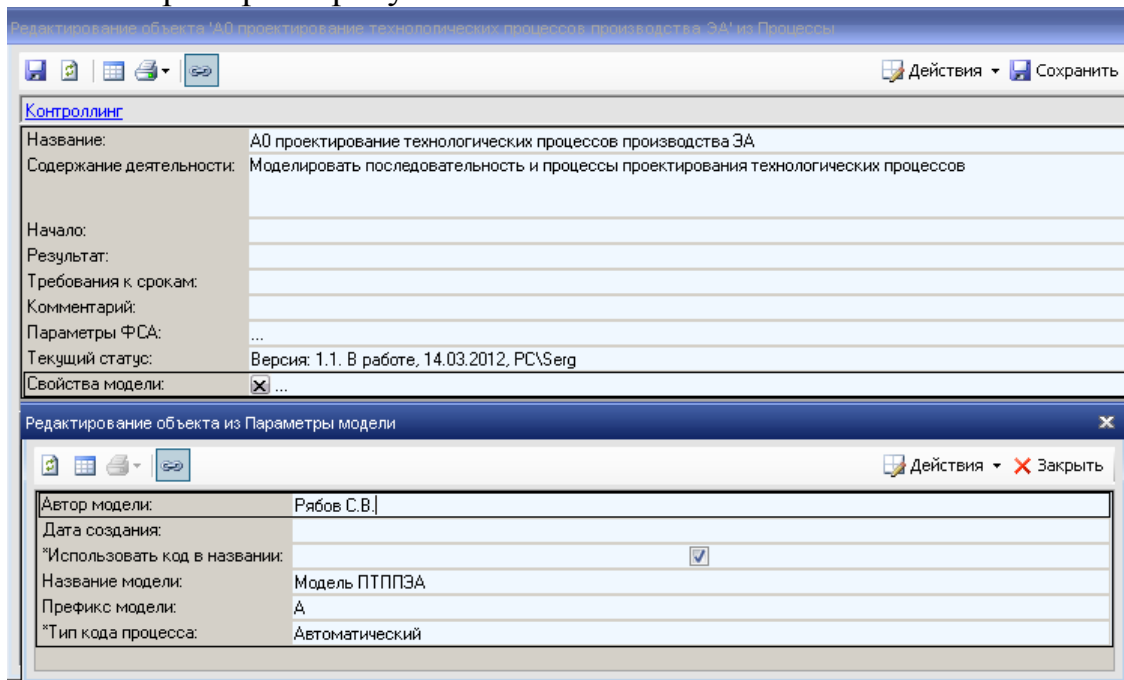 Редактирование объекта 'А0 проектирование технологических процессов производства ЭА' из Процессы
Действия Сохранить
Контроллинг
Название: А0 проектирование технологических процессов производства ЭА
Содержание деятельности: Моделировать последовательность и процессы проектирования технологических процессов
Начало:
Результат:
Требования к срокам:
Комментарий:
Параметры ФСА: ...
Текущий статус: Версия: 1.1. В работе, 14.03.2012, PC\Serg
Свойства модели: ...
Редактирование объекта из Параметры модели
Действия Закрыть
Автор модели: Рябов С.В.
Дата создания:
*Использовать код в названии:
Название модели: Модель ПТППЭА
Префикс модели: А
*Тип кода процесса: Автоматический